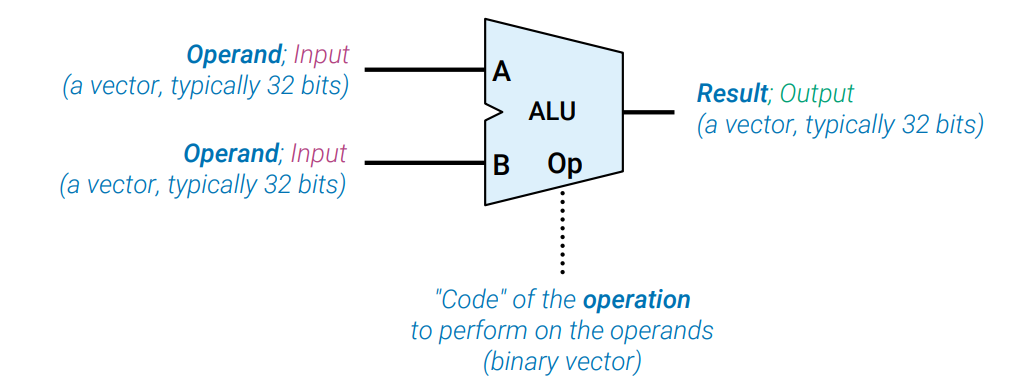 Operand; Input
(a vector, typically 32 bits)
A
ALU
Result; Output
(a vector, typically 32 bits)
Operand; Input
(a vector, typically 32 bits)
B
Op
"Code" of the operation
to perform on the operands
(binary vector)